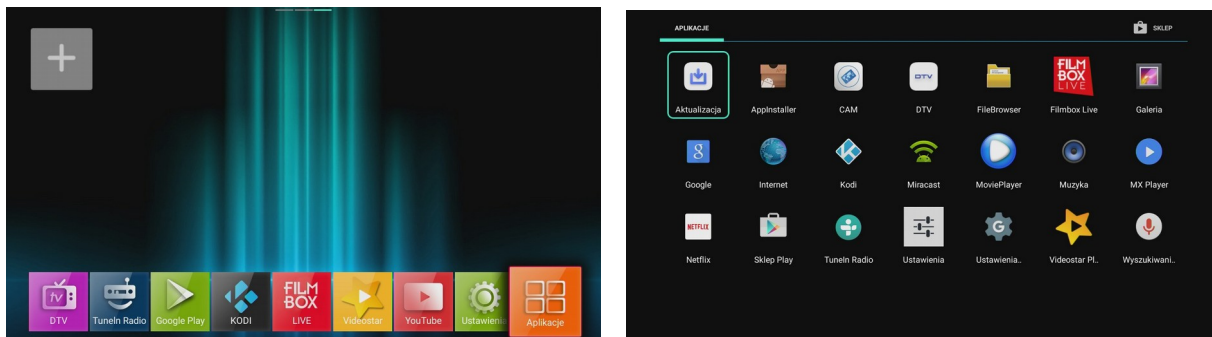 tv
DTV
TuneIn Radio
Google Play
KODI
FILM
BOX
LIVE
Videostar
YouTube
Ustawienia
Aplikacje
APLIKACJE
SKLEP
DTV
FILM
BOX
LIVE
Aktualizacja
AppInstaller
CAM
DTV
FileBrowser
Filmbox Live
Galeria
8
Google
Internet
Kodi
Miracast
MoviePlayer
Muzyka
MX Player
NETFLIX
G
Netflix
Sklep Play
TuneIn Radio
Ustawienia
Ustawienia..
Videostar Pl..
Wyszukiwani..